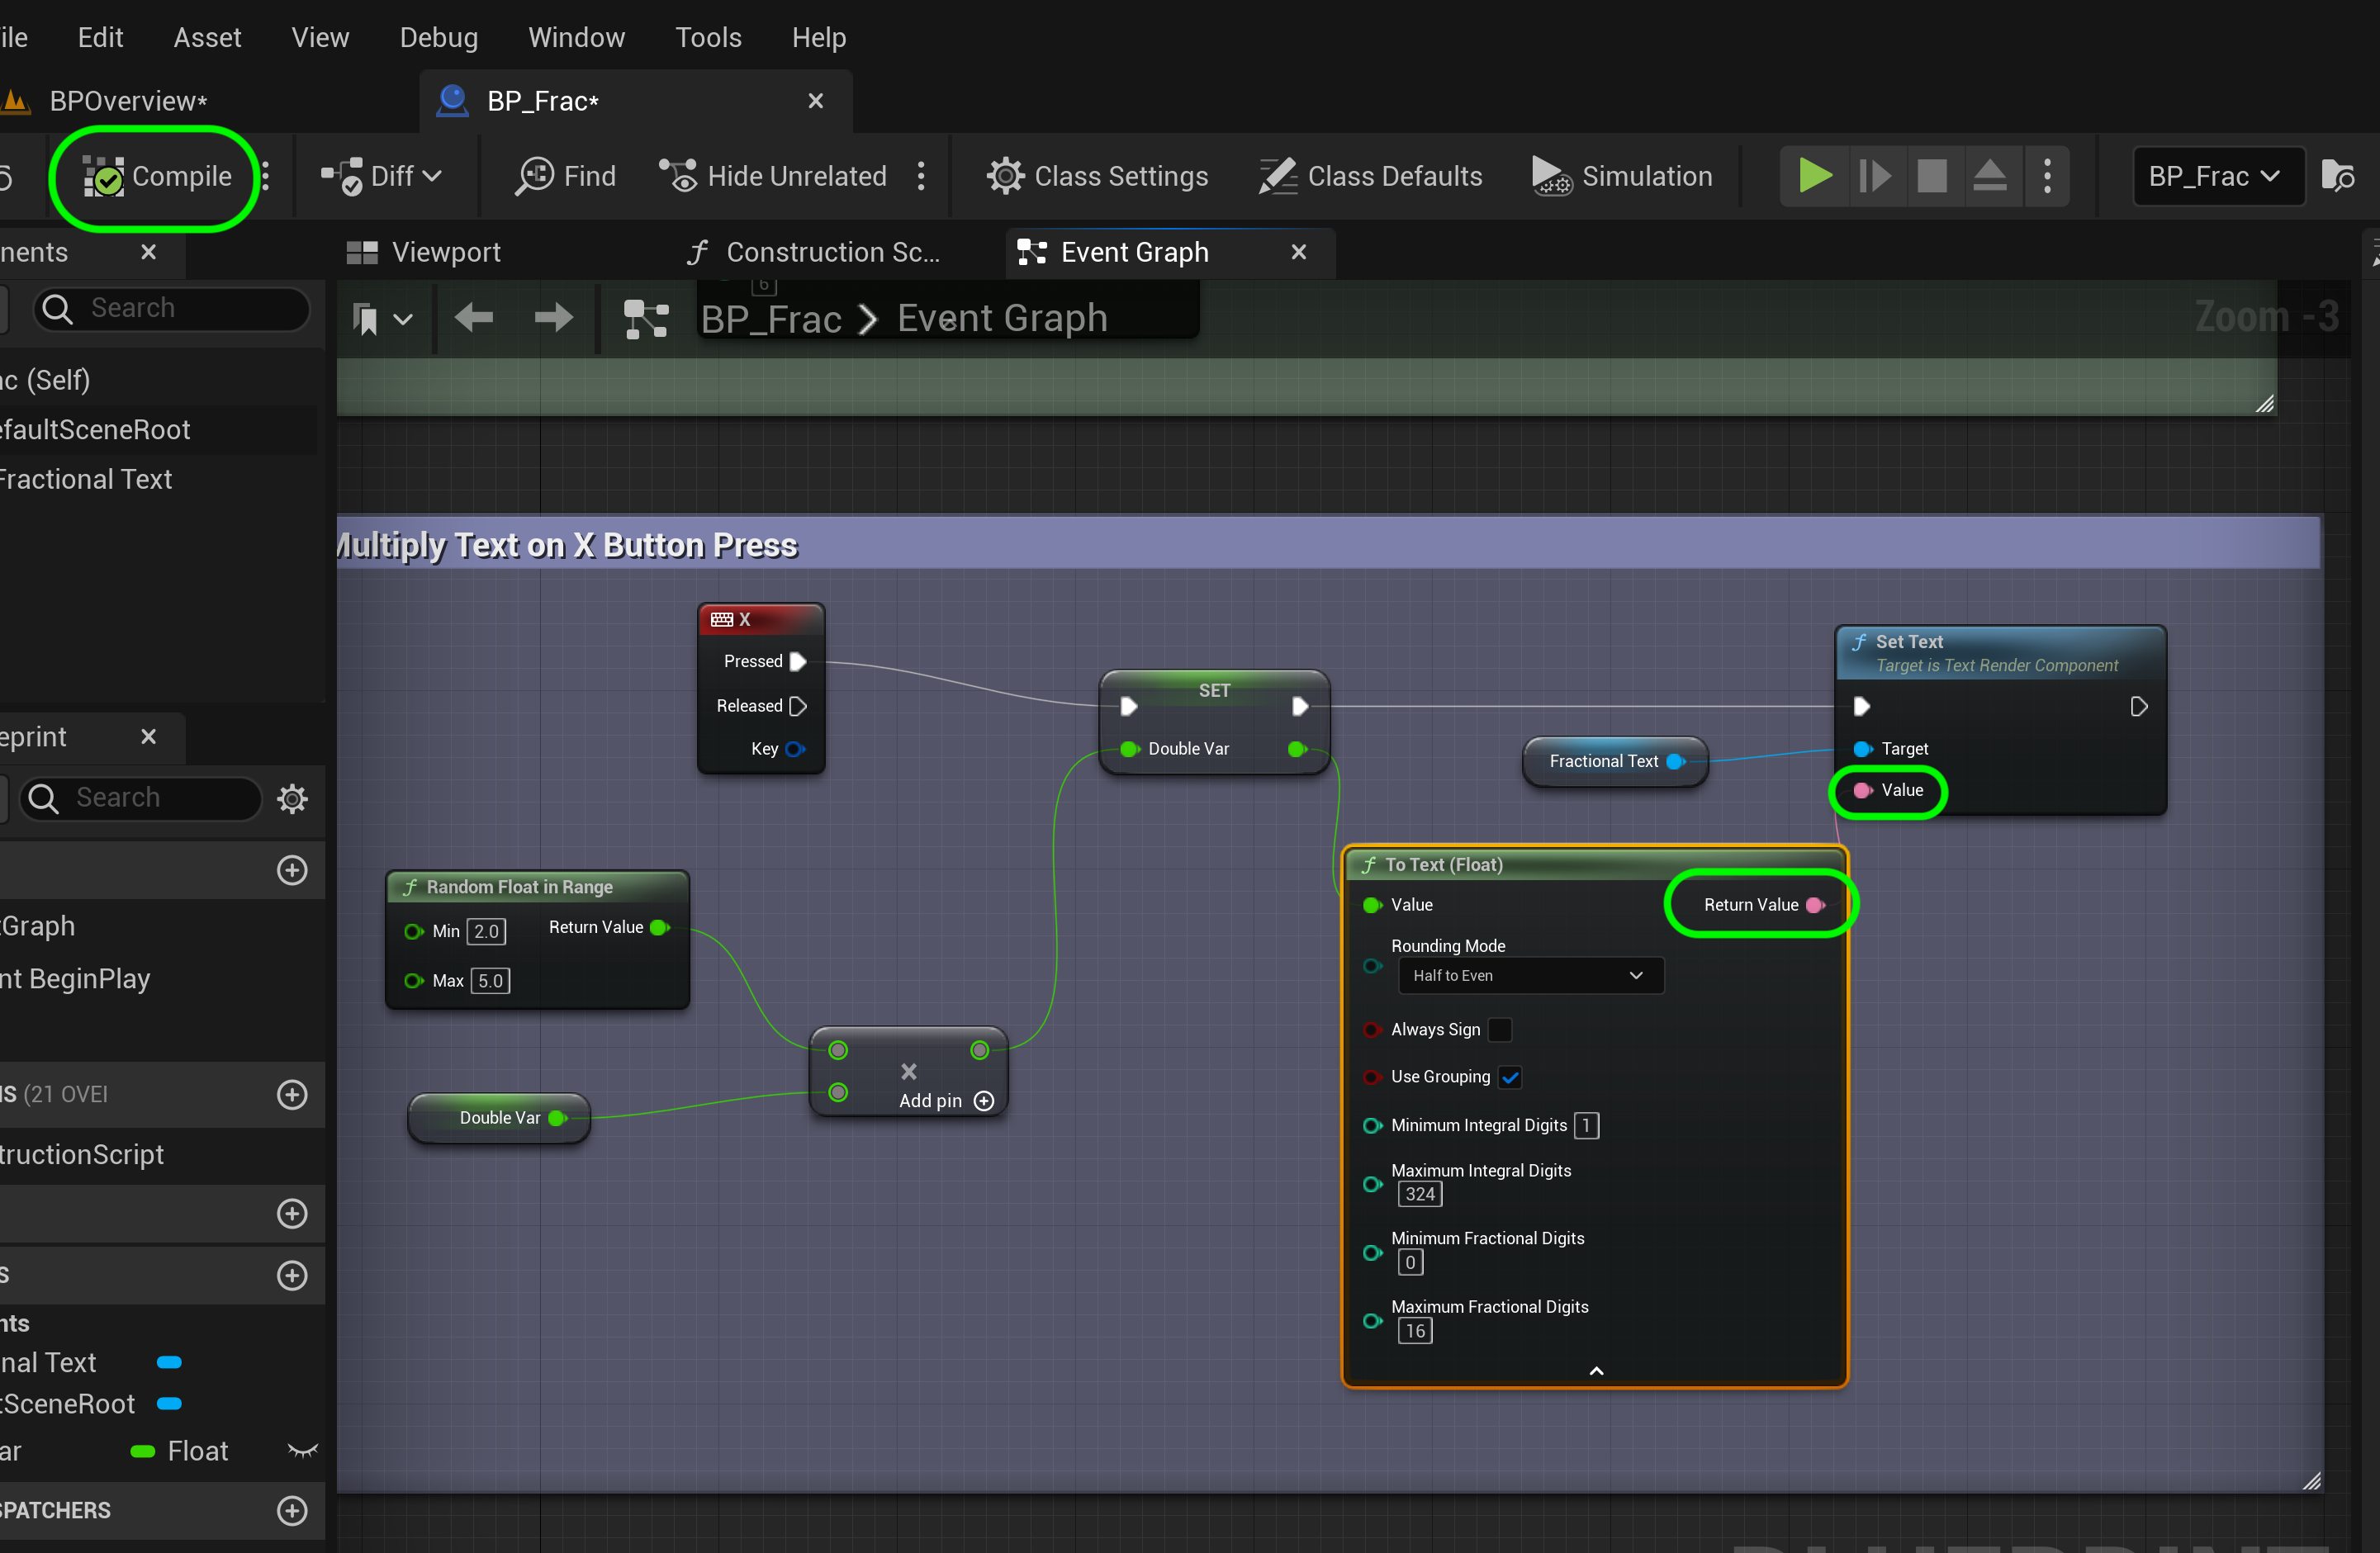 ile Edit Asset View Debug Window Tools Help
BPOverview* BP_Frac*
Compile Diff Find Hide Unrelated Class Settings Class Defaults Simulation BP_Frac
nents Viewport Construction Sc... Event Graph
Search
6
BP_Frac > Event Graph Zoom -3
ac (Self)
efaultSceneRoot
Fractional Text
Multiply Text on X Button Press
X
Pressed
Released
Key
SET
Double Var
Fractional Text
Set Text
Target is Text Render Component
Target
Value
eprint
Search
tGraph
nt BeginPlay
NS (21 OVEI
tructionScript
S
nts
nal Text
tSceneRoot
ar Float
SPATCHERS
Random Float in Range
Min 2.0 Return Value
Max 5.0
Double Var
×
Add pin
To Text (Float)
Value Return Value
Rounding Mode
Half to Even
Always Sign
Use Grouping
Minimum Integral Digits 1
Maximum Integral Digits
324
Minimum Fractional Digits
0
Maximum Fractional Digits
16